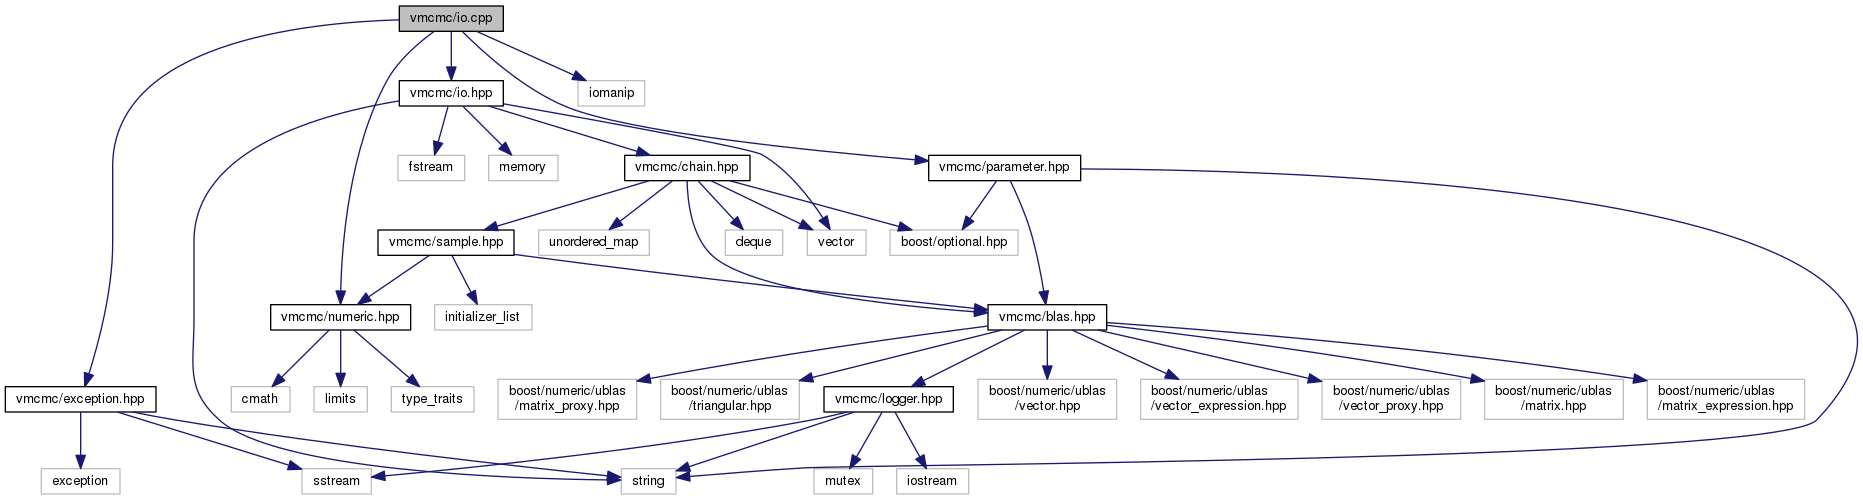 vmcmc/io.cpp
vmcmc/io.hpp
iomanip
fstream
memory
vmcmc/chain.hpp
vmcmc/parameter.hpp
vmcmc/sample.hpp
unordered_map
deque
vector
boost/optional.hpp
vmcmc/numeric.hpp
initializer_list
vmcmc/blas.hpp
vmcmc/exception.hpp
cmath
limits
type_traits
boost/numeric/ublas
/matrix_proxy.hpp
boost/numeric/ublas
/triangular.hpp
vmcmc/logger.hpp
boost/numeric/ublas
/vector.hpp
boost/numeric/ublas
/vector_expression.hpp
boost/numeric/ublas
/vector_proxy.hpp
boost/numeric/ublas
/matrix.hpp
boost/numeric/ublas
/matrix_expression.hpp
exception
sstream
string
mutex
iostream